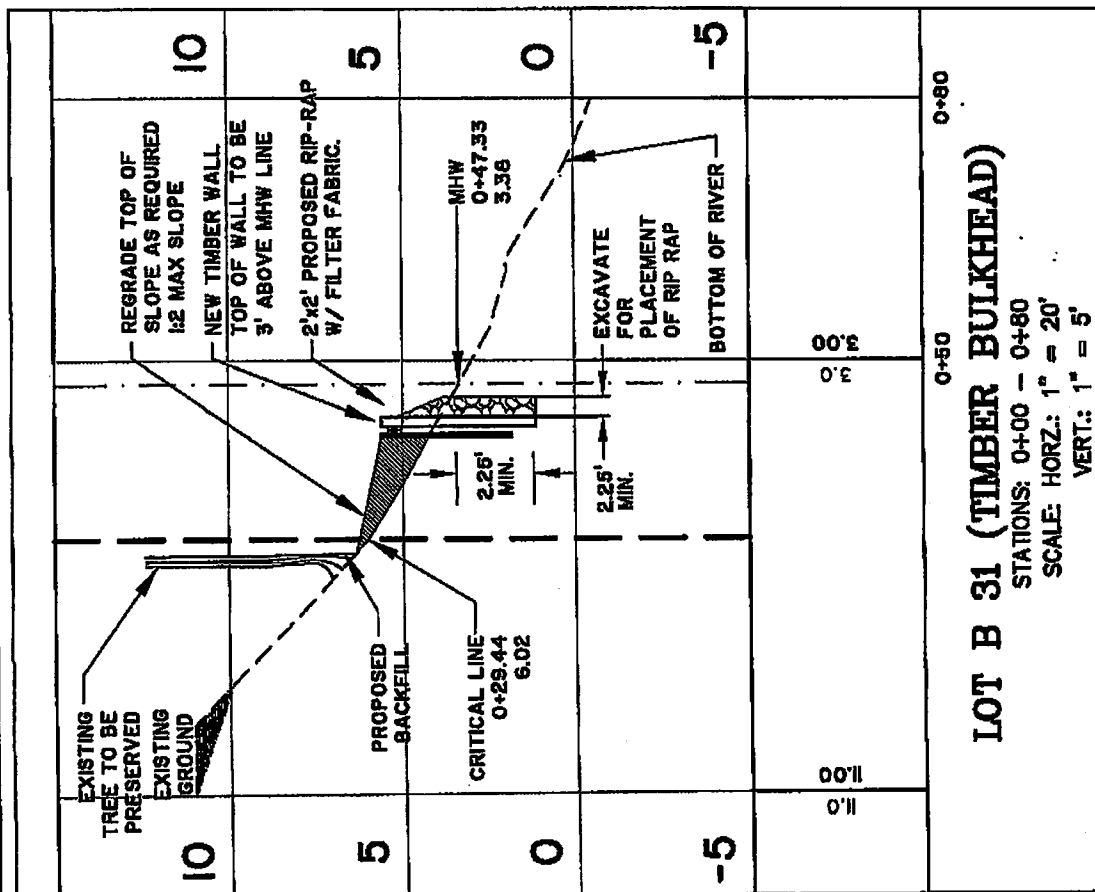 10
5
0
-5
10
5
0
-5
EXISTING
TREE TO BE
PRESERVED
EXISTING
GROUND
PROPOSED
BACKFILL
CRITICAL LINE
0+29.44
6.02
REGRADE TOP OF
SLOPE AS REQUIRED
1:2 MAX SLOPE
NEW TIMBER WALL
TOP OF WALL TO BE
3' ABOVE MHW LINE
2'x2' PROPOSED RIP-RAP
W/ FILTER FABRIC.
MHW
0+47.33
3.36
2.25'
MIN.
2.25'
MIN.
EXCAVATE
FOR
PLACEMENT
OF RIP RAP
BOTTOM OF RIVER
11.0
11.00
3.0
3.00
0+50
0+80
LOT B 31 (TIMBER BULKHEAD)
STATIONS: 0+00 - 0+80
SCALE: HORZ.: 1" = 20'
VERT.: 1" = 5'